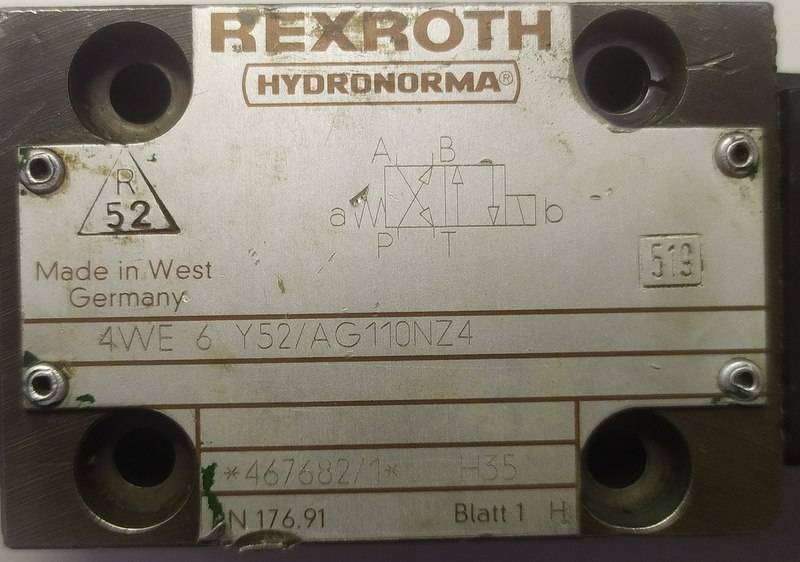 REXROTH
HYDRONORMA®
A B
a b
P T
R
52
519
Made in West
Germany
4WE 6 Y52/AG110NZ4
*467682/1* H35
PN 176.91 Blatt 1 H